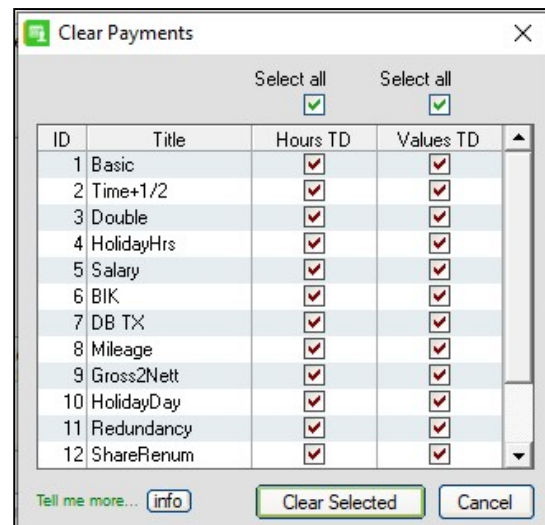 Clear Payments
Select all Select all
ID Title Hours TD Values TD
1 Basic
2 Time+1/2
3 Double
4 HolidayHrs
5 Salary
6 BIK
7 DB TX
8 Mileage
9 Gross2Nett
10 HolidayDay
11 Redundancy
12 ShareRenum
Tell me more... info Clear Selected Cancel